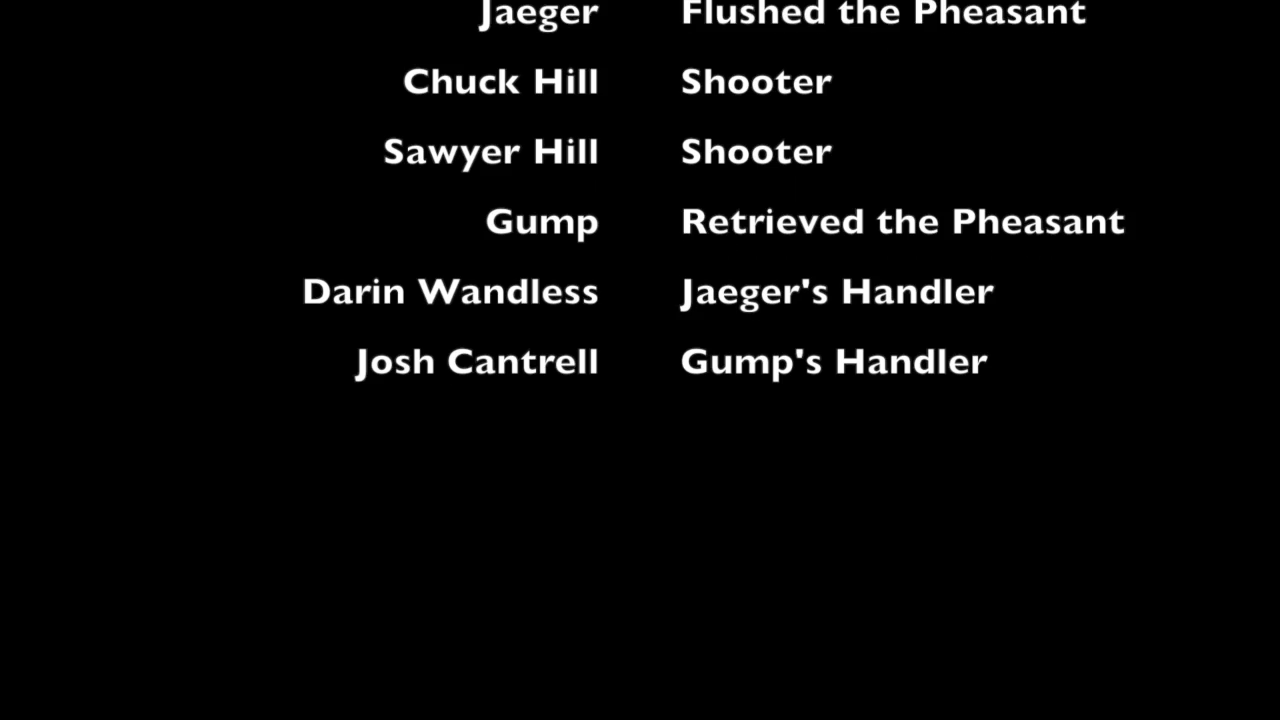 Jaeger Flushed the Pheasant
Chuck Hill Shooter
Sawyer Hill Shooter
Gump Retrieved the Pheasant
Darin Wandless Jaeger's Handler
Josh Cantrell Gump's Handler